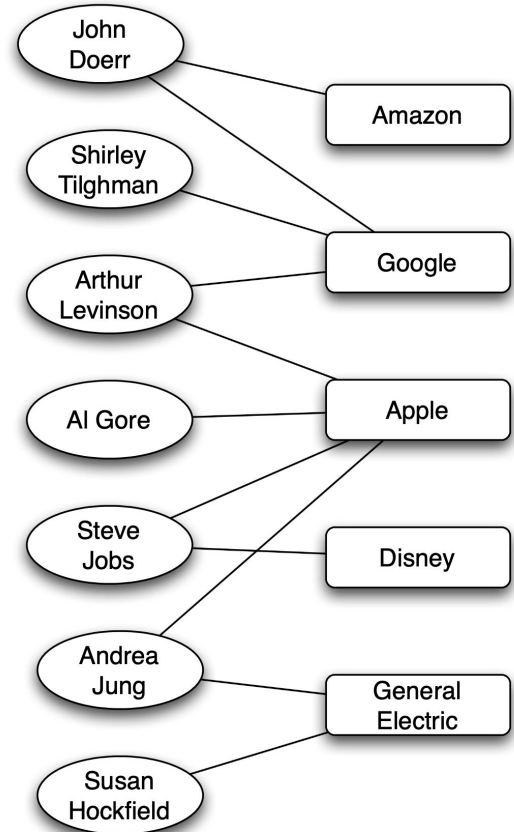 John
Doerr
Amazon
Shirley
Tilghman
Google
Arthur
Levinson
Apple
Al Gore
Steve
Jobs
Disney
Andrea
Jung
General
Electric
Susan
Hockfield